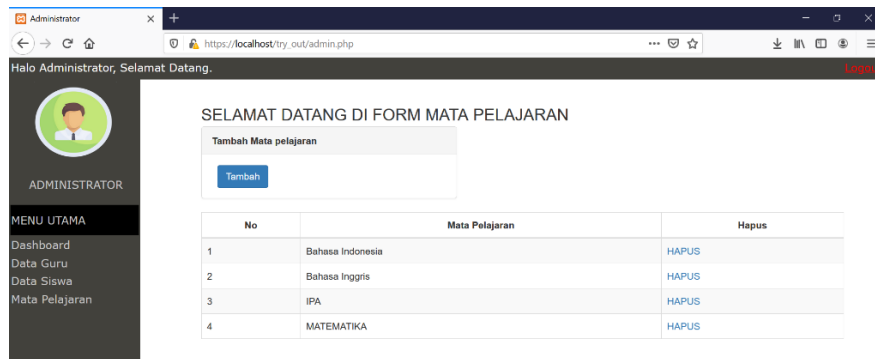 Administrator
https://localhost/try_out/admin.php
Halo Administrator, Selamat Datang.
Logout
SELAMAT DATANG DI FORM MATA PELAJARAN
Tambah Mata pelajaran
Tambah
ADMINISTRATOR
MENU UTAMA
Dashboard
Data Guru
Data Siswa
Mata Pelajaran
No Mata Pelajaran Hapus
1 Bahasa Indonesia HAPUS
2 Bahasa Inggris HAPUS
3 IPA HAPUS
4 MATEMATIKA HAPUS